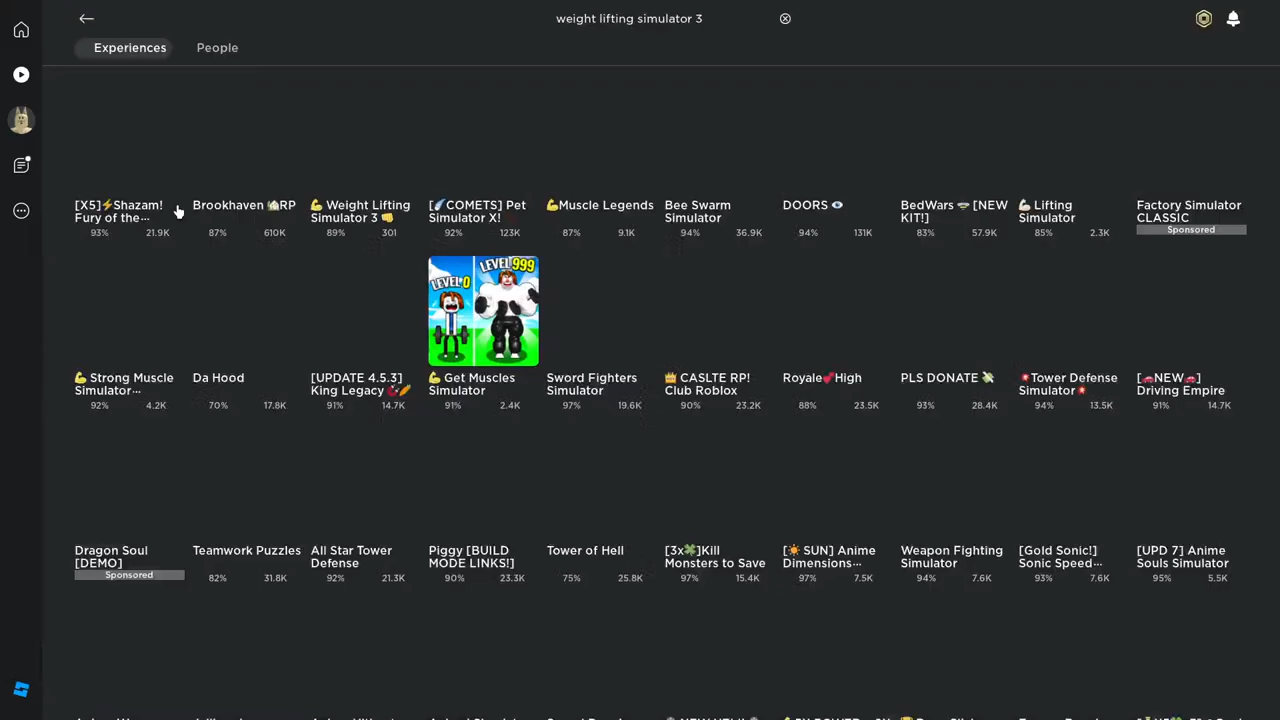 weight lifting simulator 3
Experiences People
[X5]⚡Shazam!
Fury of the...
93% 21.9K
Brookhaven 🏡RP
87% 610K
💪 Weight Lifting
Simulator 3 👊
89% 301
[☄️COMETS] Pet
Simulator X!
92% 123K
💪Muscle Legends
87% 9.1K
Bee Swarm
Simulator
94% 36.9K
DOORS 👁️
94% 131K
BedWars [NEW
KIT!]
83% 57.9K
💪🏻 Lifting
Simulator
85% 2.3K
Factory Simulator
CLASSIC
Sponsored
💪 Strong Muscle
Simulator...
92% 4.2K
Da Hood
70% 17.8K
[UPDATE 4.5.3]
King Legacy
91% 14.7K
LEVEL 0
LEVEL 999
💪 Get Muscles
Simulator
91% 2.4K
Sword Fighters
Simulator
97% 19.6K
👑 CASLTE RP!
Club Roblox
90% 23.2K
Royale💕High
88% 23.5K
PLS DONATE 💸
93% 28.4K
💥Tower Defense
Simulator💥
94% 13.5K
[🚗NEW🚗]
Driving Empire
91% 14.7K
Dragon Soul
[DEMO]
Sponsored
Teamwork Puzzles
82% 31.8K
All Star Tower
Defense
92% 21.3K
Piggy [BUILD
MODE LINKS!]
90% 23.3K
Tower of Hell
75% 25.8K
[3x🍀]Kill
Monsters to Save
97% 15.4K
[☀️ SUN] Anime
Dimensions...
97% 7.5K
Weapon Fighting
Simulator
94% 7.6K
[Gold Sonic!]
Sonic Speed...
93% 7.6K
[UPD 7] Anime
Souls Simulator
95% 5.5K